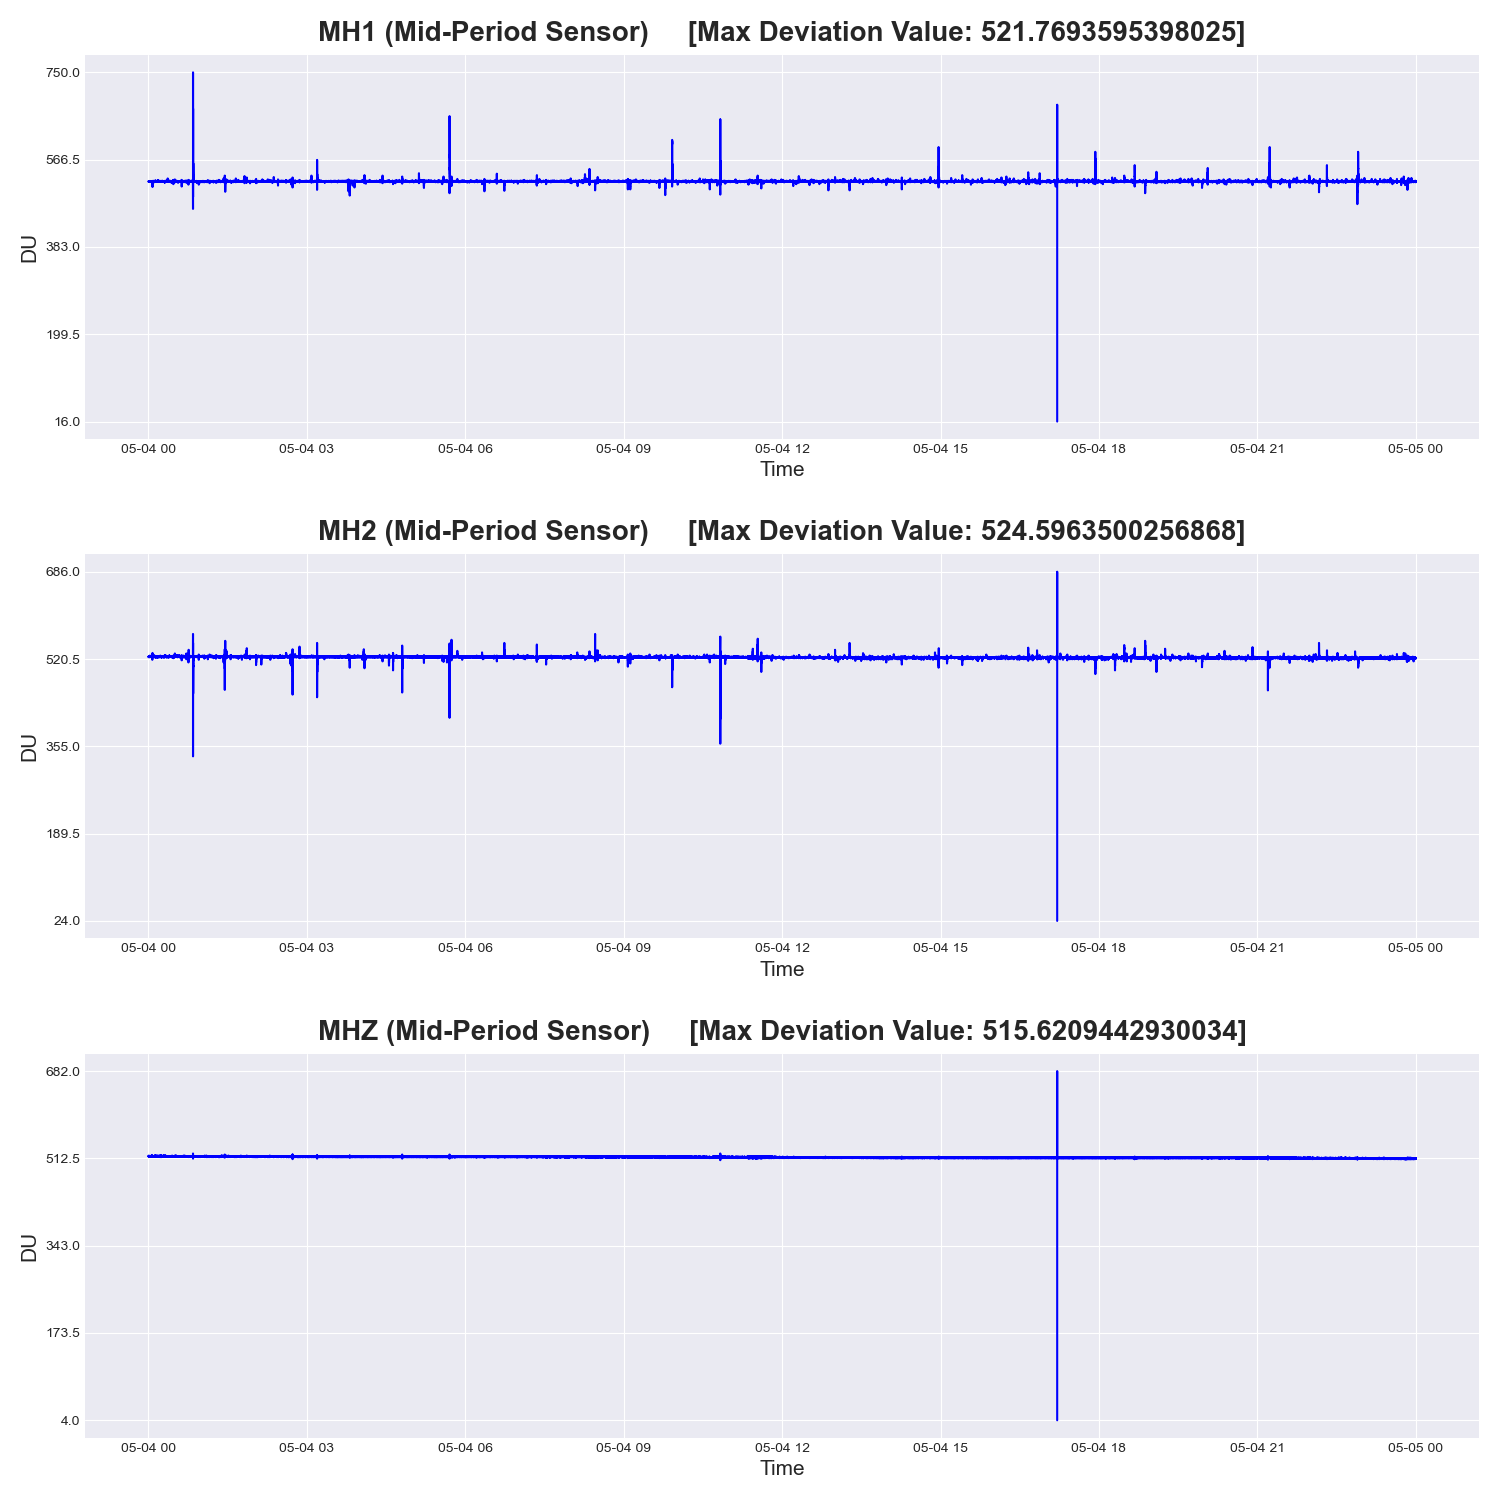 MH1 (Mid-Period Sensor) [Max Deviation Value: 521.7693595398025]
750.0
566.5
383.0
199.5
16.0
DU
05-04 00 05-04 03 05-04 06 05-04 09 05-04 12 05-04 15 05-04 18 05-04 21 05-05 00
Time
MH2 (Mid-Period Sensor) [Max Deviation Value: 524.5963500256868]
686.0
520.5
355.0
189.5
24.0
DU
05-04 00 05-04 03 05-04 06 05-04 09 05-04 12 05-04 15 05-04 18 05-04 21 05-05 00
Time
MHZ (Mid-Period Sensor) [Max Deviation Value: 515.6209442930034]
682.0
512.5
343.0
173.5
4.0
DU
05-04 00 05-04 03 05-04 06 05-04 09 05-04 12 05-04 15 05-04 18 05-04 21 05-05 00
Time